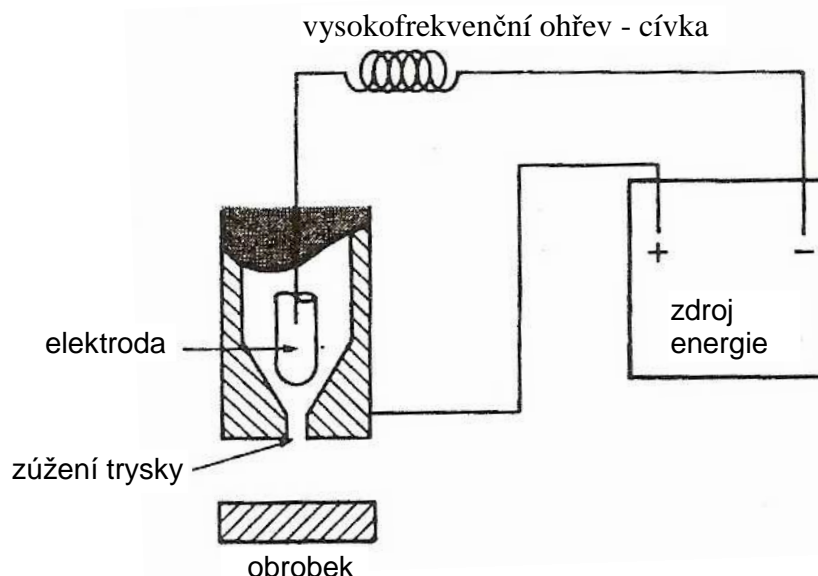 vysokofrekvenční ohřev - cívka
+ −
zdroj
energie
elektroda
zúžení trysky
obrobek